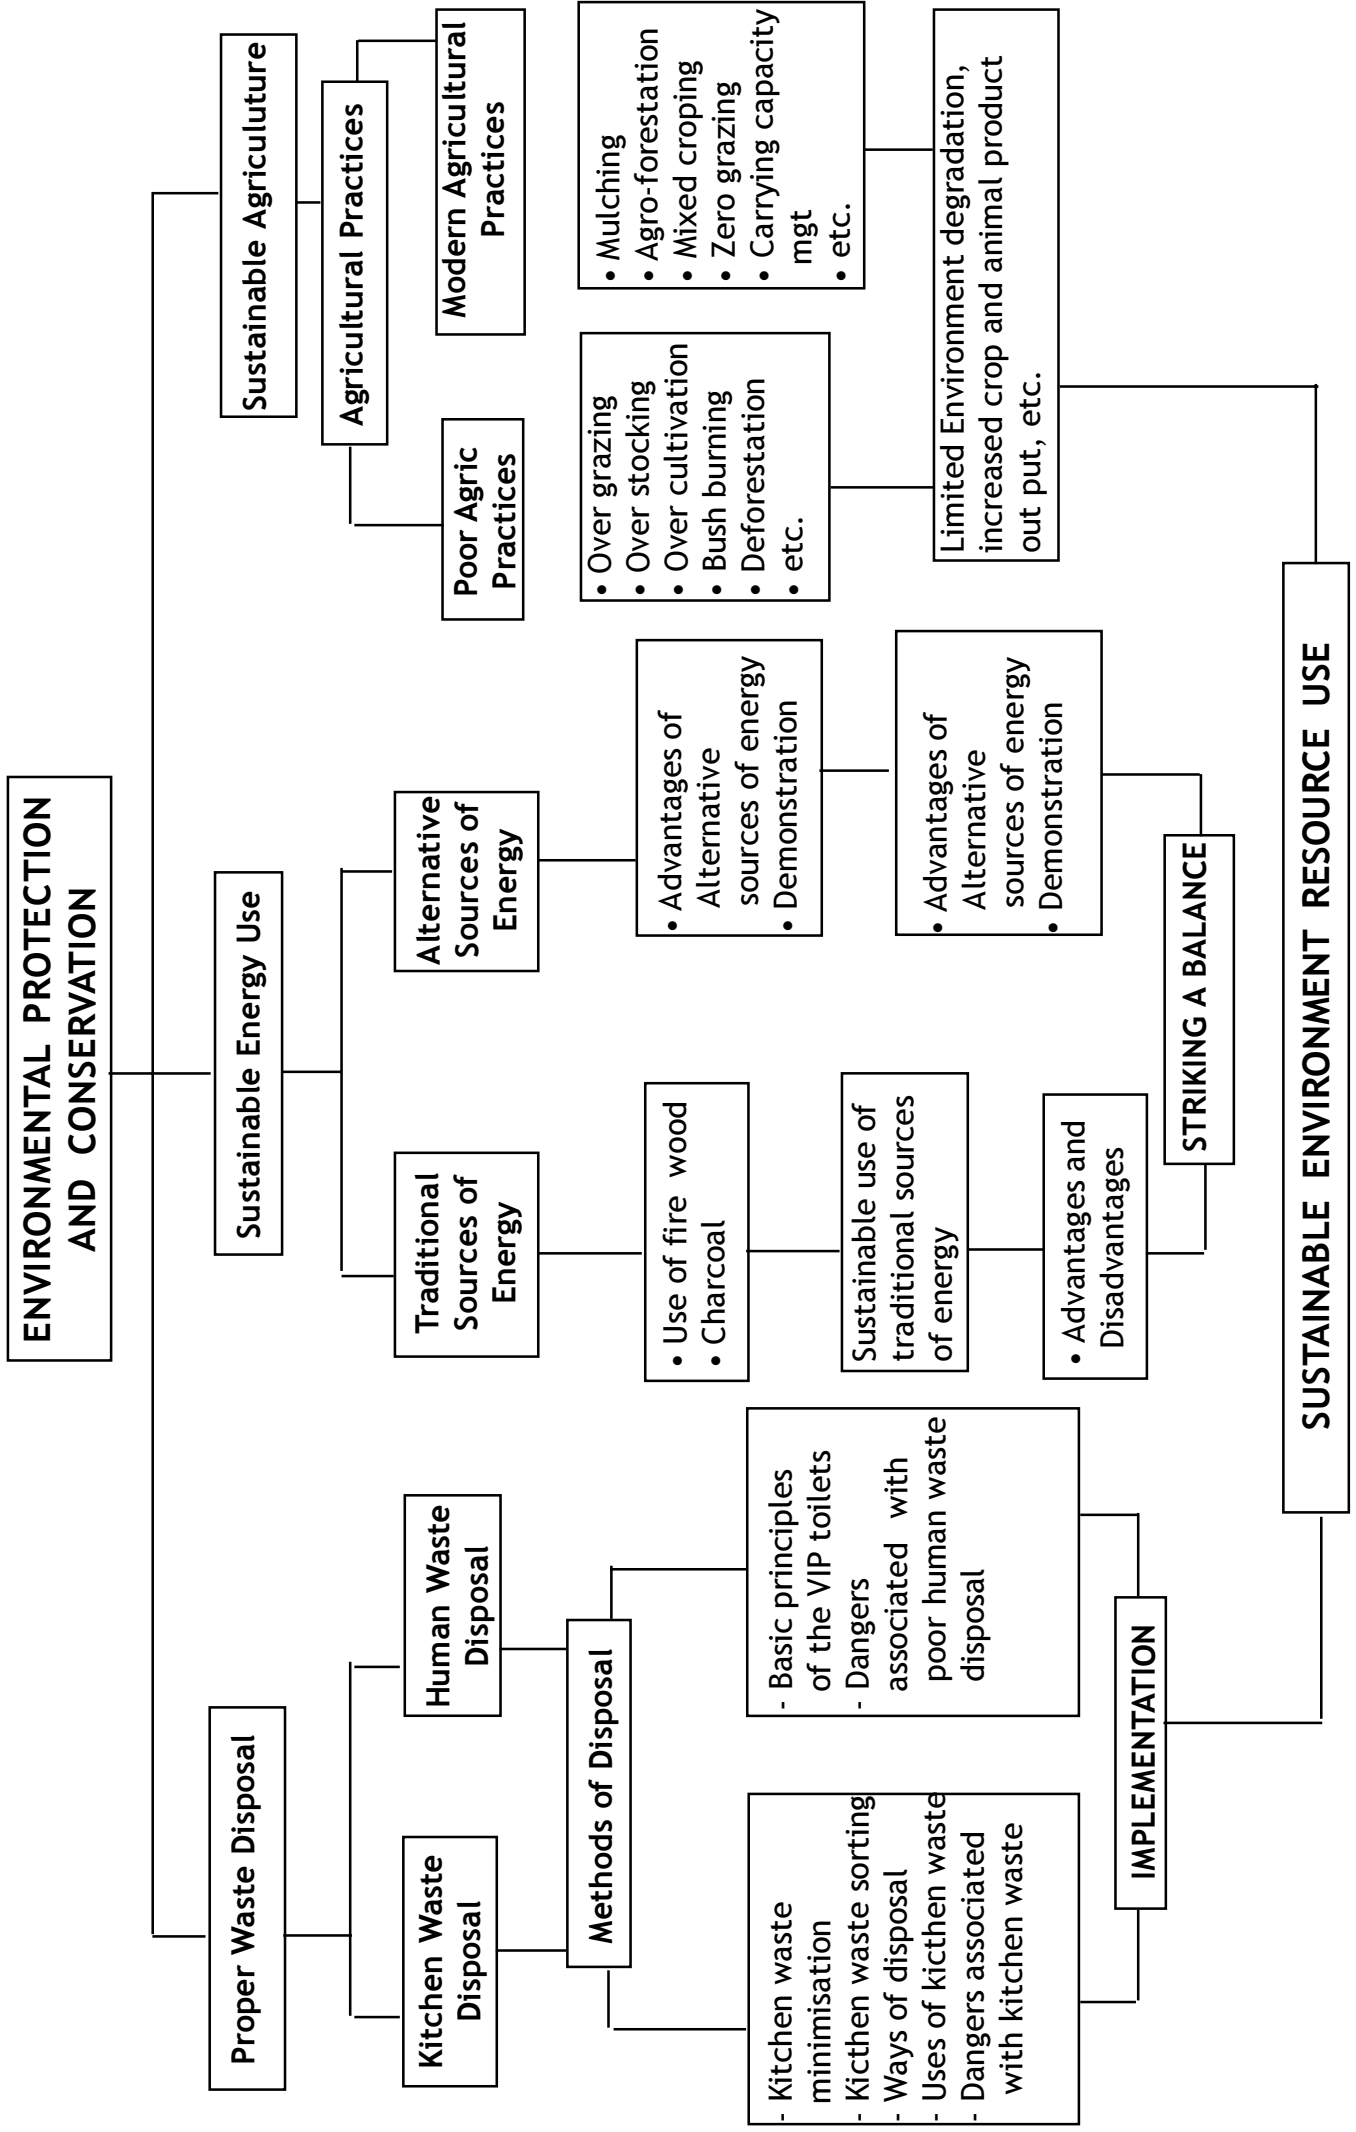 ENVIRONMENTAL PROTECTION
AND CONSERVATION
Proper Waste Disposal
Sustainable Energy Use
Sustainable Agriculuture
Kitchen Waste
Disposal
Human Waste
Disposal
Traditional
Sources of
Energy
Alternative
Sources of
Energy
Agricultural Practices
Poor Agric
Practices
Modern Agricultural
Practices
Methods of Disposal
- Kitchen waste
minimisation
- Kicthen waste sorting
- Ways of disposal
- Uses of kicthen waste
- Dangers associated
with kitchen waste
- Basic principles
of the VIP toilets
- Dangers
associated with
poor human waste
disposal
• Use of fire wood
• Charcoal
Sustainable use of
traditional sources
of energy
• Advantages and
Disadvantages
• Advantages of
Alternative
sources of energy
• Demonstration
• Advantages of
Alternative
sources of energy
• Demonstration
• Over grazing
• Over stocking
• Over cultivation
• Bush burning
• Deforestation
• etc.
• Mulching
• Agro-forestation
• Mixed croping
• Zero grazing
• Carrying capacity
mgt
• etc.
Limited Environment degradation,
increased crop and animal product
out put, etc.
IMPLEMENTATION
STRIKING A BALANCE
SUSTAINABLE ENVIRONMENT RESOURCE USE